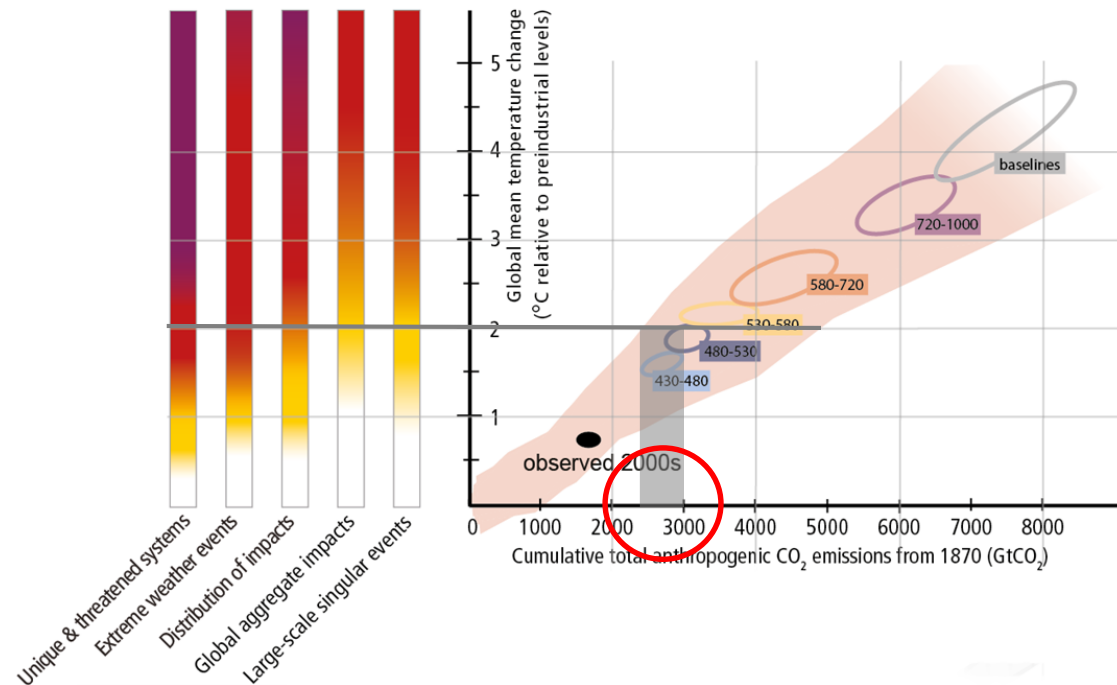 Global mean temperature change
(°C relative to preindustrial levels)
5
4
3
2
1
baselines
720-1000
580-720
530-580
480-530
430-480
observed 2000s
0 1000 2000 3000 4000 5000 6000 7000 8000
Cumulative total anthropogenic CO₂ emissions from 1870 (GtCO₂)
Unique & threatened systems
Extreme weather events
Distribution of impacts
Global aggregate impacts
Large-scale singular events